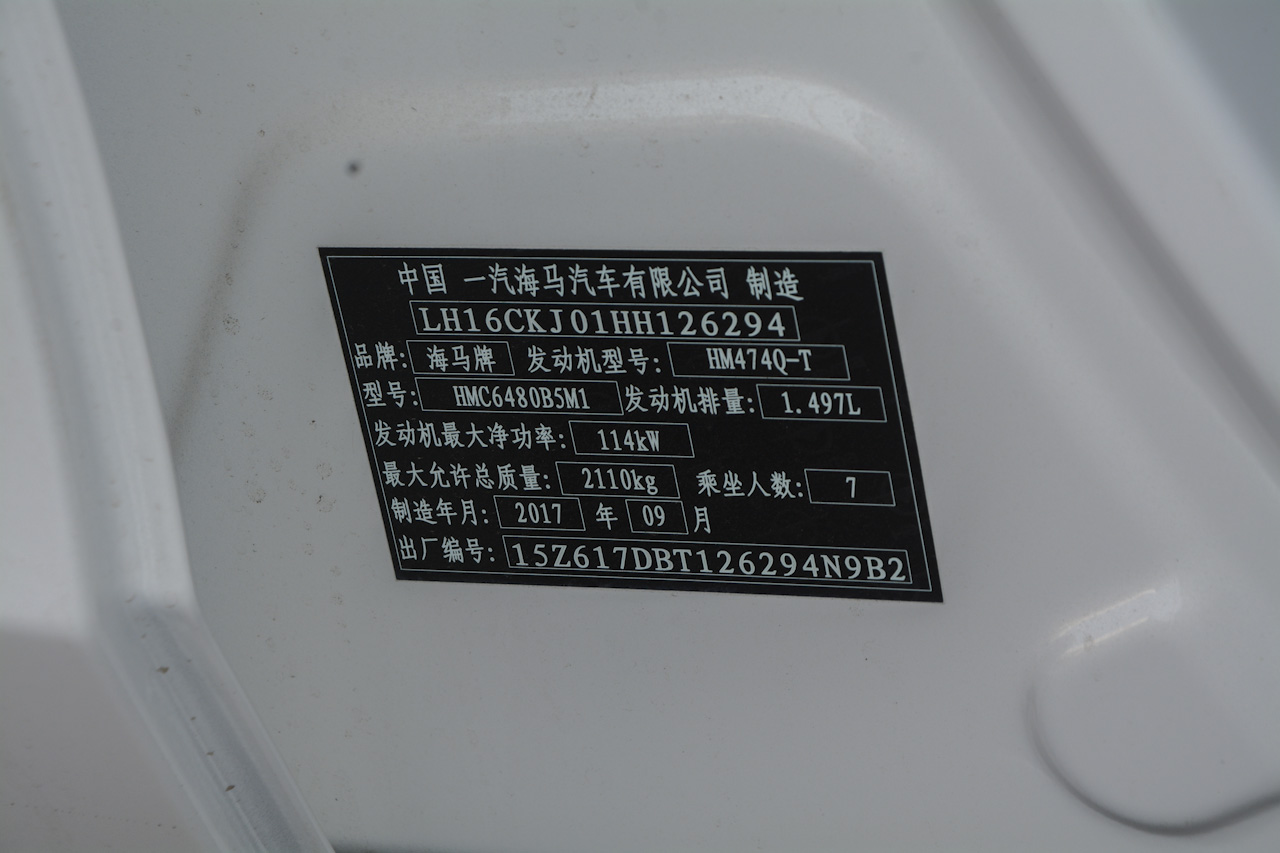 中国 一汽海马汽车有限公司 制造
LH16CKJ01HH126294
品牌: 海马牌 发动机型号: HM474Q-T
型号: HMC6480B5M1 发动机排量: 1.497L
发动机最大净功率: 114kW
最大允许总质量: 2110kg 乘坐人数: 7
制造年月: 2017 年 09 月
出厂编号: 15Z617DBT126294N9B2